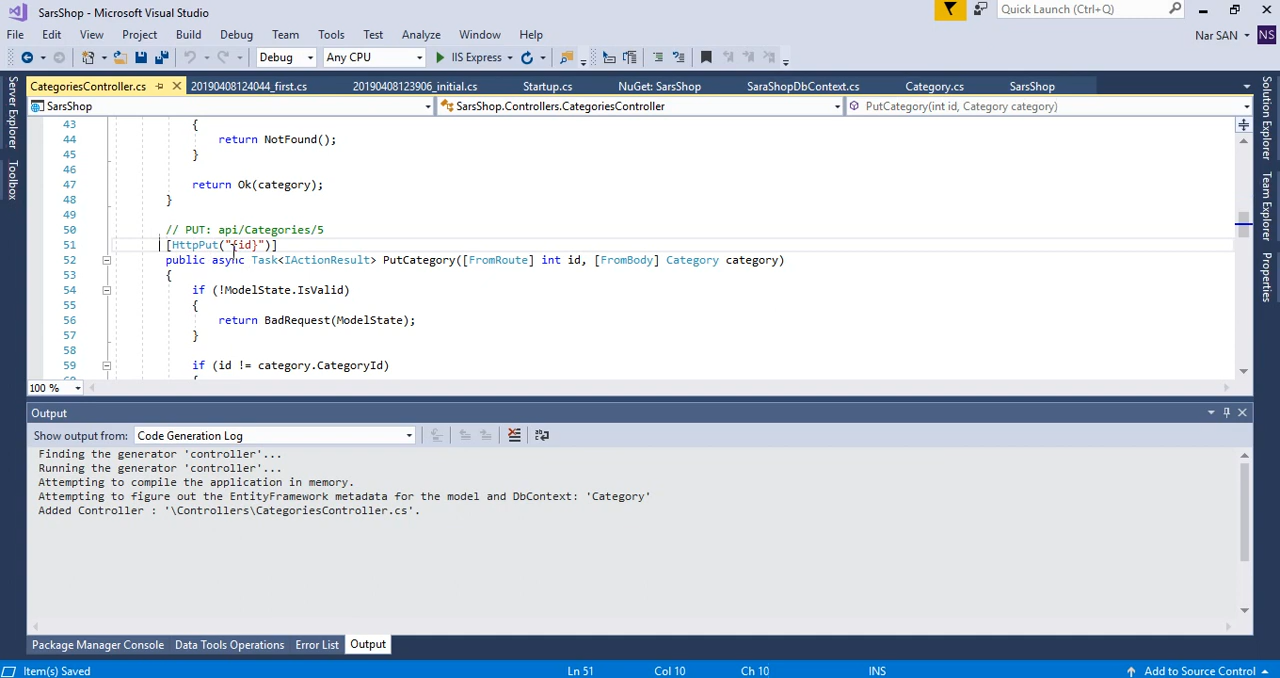 SarsShop - Microsoft Visual Studio
Quick Launch (Ctrl+Q)
File Edit View Project Build Debug Team Tools Test Analyze Window Help
Nar SAN
NS
Debug Any CPU IIS Express
CategoriesController.cs 20190408124044_first.cs 20190408123906_initial.cs Startup.cs NuGet: SarsShop SaraShopDbContext.cs Category.cs SarsShop
SarsShop SarsShop.Controllers.CategoriesController PutCategory(int id, Category category)
Server Explorer
Toolbox
Solution Explorer
Team Explorer
Properties
43 {
44 return NotFound();
45 }
46
47 return Ok(category);
48 }
49
50 // PUT: api/Categories/5
51 [HttpPut("{id}")]
52 public async Task<IActionResult> PutCategory([FromRoute] int id, [FromBody] Category category)
53 {
54 if (!ModelState.IsValid)
55 {
56 return BadRequest(ModelState);
57 }
58
59 if (id != category.CategoryId)
100 %
Output
Show output from: Code Generation Log
Finding the generator 'controller'...
Running the generator 'controller'...
Attempting to compile the application in memory.
Attempting to figure out the EntityFramework metadata for the model and DbContext: 'Category'
Added Controller : '\Controllers\CategoriesController.cs'.
Package Manager Console Data Tools Operations Error List Output
Item(s) Saved Ln 51 Col 10 Ch 10 INS Add to Source Control